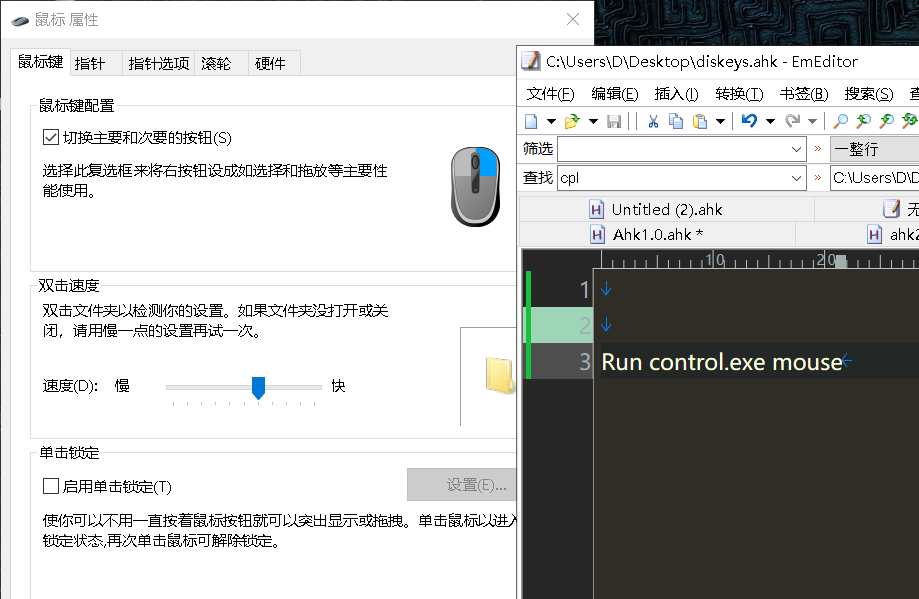 鼠标 属性
鼠标键 指针 指针选项 滚轮 硬件
鼠标键配置
切换主要和次要的按钮(S)
选择此复选框来将右按钮设成如选择和拖放等主要性
能使用。
双击速度
双击文件夹以检测你的设置。如果文件夹没打开或关
闭，请用慢一点的设置再试一次。
速度(D): 慢 快
单击锁定
启用单击锁定(T)
设置(E)...
使你可以不用一直按着鼠标按钮就可以突出显示或拖拽。单击鼠标以进入
锁定状态,再次单击鼠标可解除锁定。
C:\Users\D\Desktop\diskeys.ahk - EmEditor
文件(F) 编辑(E) 插入(I) 转换(T) 书签(B) 搜索(S) 查
筛选 » 一整行
查找 cpl » C:\Users\D\D
Untitled (2).ahk 无
Ahk1.0.ahk * ahk2
10 20
1
2
3 Run control.exe mouse